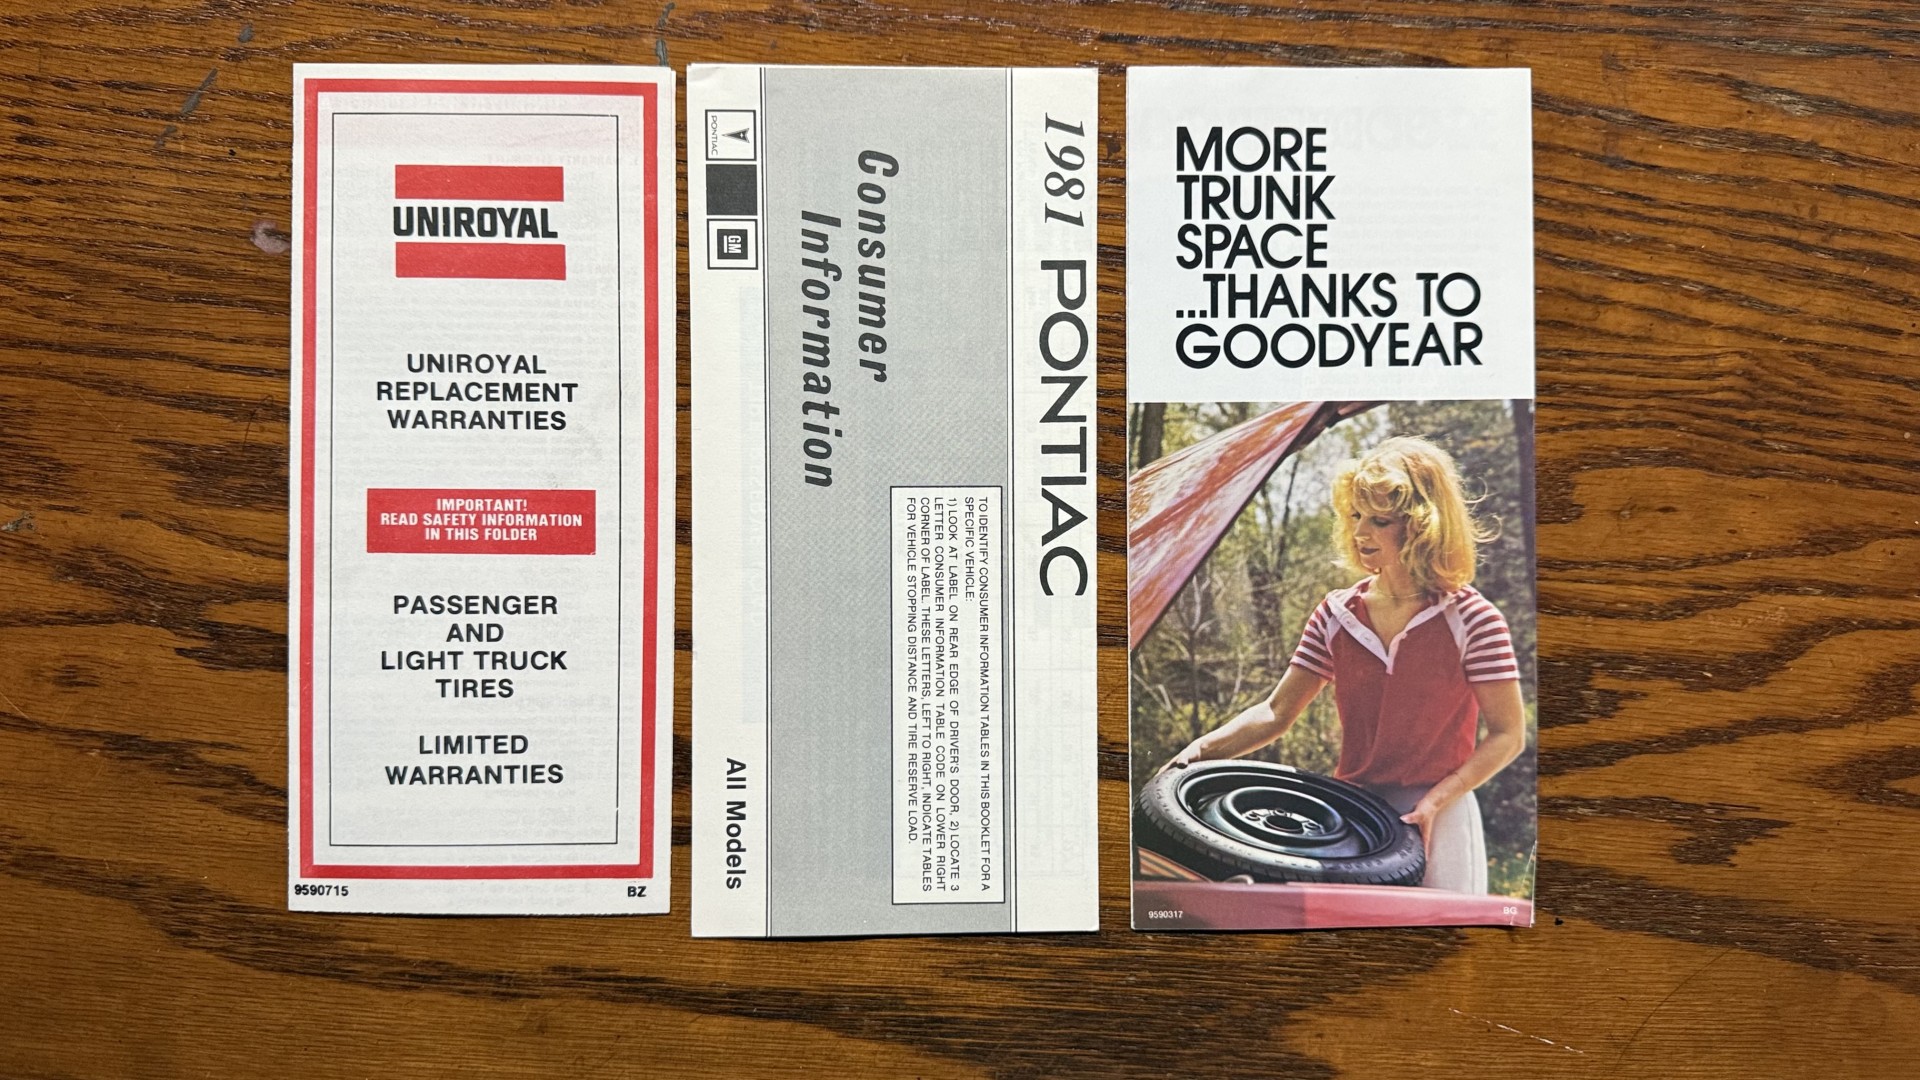 UNIROYAL
UNIROYAL
REPLACEMENT
WARRANTIES
IMPORTANT!
READ SAFETY INFORMATION
IN THIS FOLDER
PASSENGER
AND
LIGHT TRUCK
TIRES
LIMITED
WARRANTIES
9590715
BZ
1981 PONTIAC
Consumer
Information
TO IDENTIFY CONSUMER INFORMATION TABLES IN THIS BOOKLET FOR A
SPECIFIC VEHICLE:
1) LOOK AT LABEL ON REAR EDGE OF DRIVER'S DOOR, 2) LOCATE 3
LETTER CONSUMER INFORMATION TABLE CODE ON LOWER RIGHT
CORNER OF LABEL. THESE LETTERS, LEFT TO RIGHT, INDICATE TABLES
FOR VEHICLE STOPPING DISTANCE AND TIRE RESERVE LOAD.
PONTIAC
GM
All Models
MORE
TRUNK
SPACE
...THANKS TO
GOODYEAR
9590317
BG